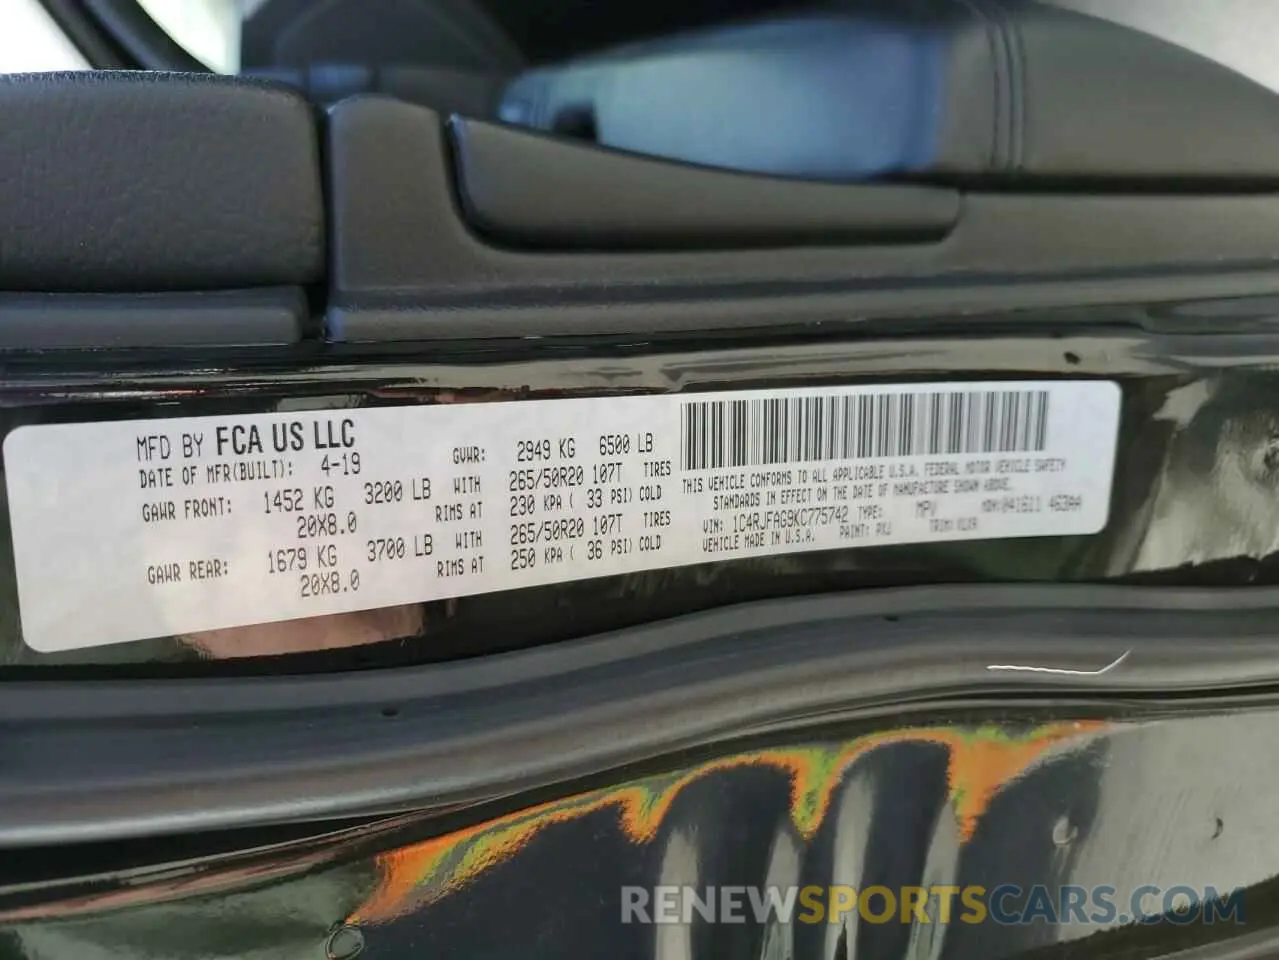 MFD BY FCA US LLC
DATE OF MFR(BUILT): 4-19
GVWR: 2949 KG 6500 LB
GAWR FRONT: 1452 KG 3200 LB WITH 265/50R20 107T TIRES
20X8.0 RIMS AT 230 KPA ( 33 PSI) COLD
GAWR REAR: 1679 KG 3700 LB WITH 265/50R20 107T TIRES
20X8.0 RIMS AT 250 KPA ( 36 PSI) COLD
THIS VEHICLE CONFORMS TO ALL APPLICABLE U.S.A. FEDERAL MOTOR VEHICLE SAFETY
STANDARDS IN EFFECT ON THE DATE OF MANUFACTURE SHOWN ABOVE.
VIN: 1C4RJFAG9KC775742 TYPE: MPV
VEHICLE MADE IN U.S.A. PAINT: PXJ TRIM:
RENEWSPORTSCARS.COM